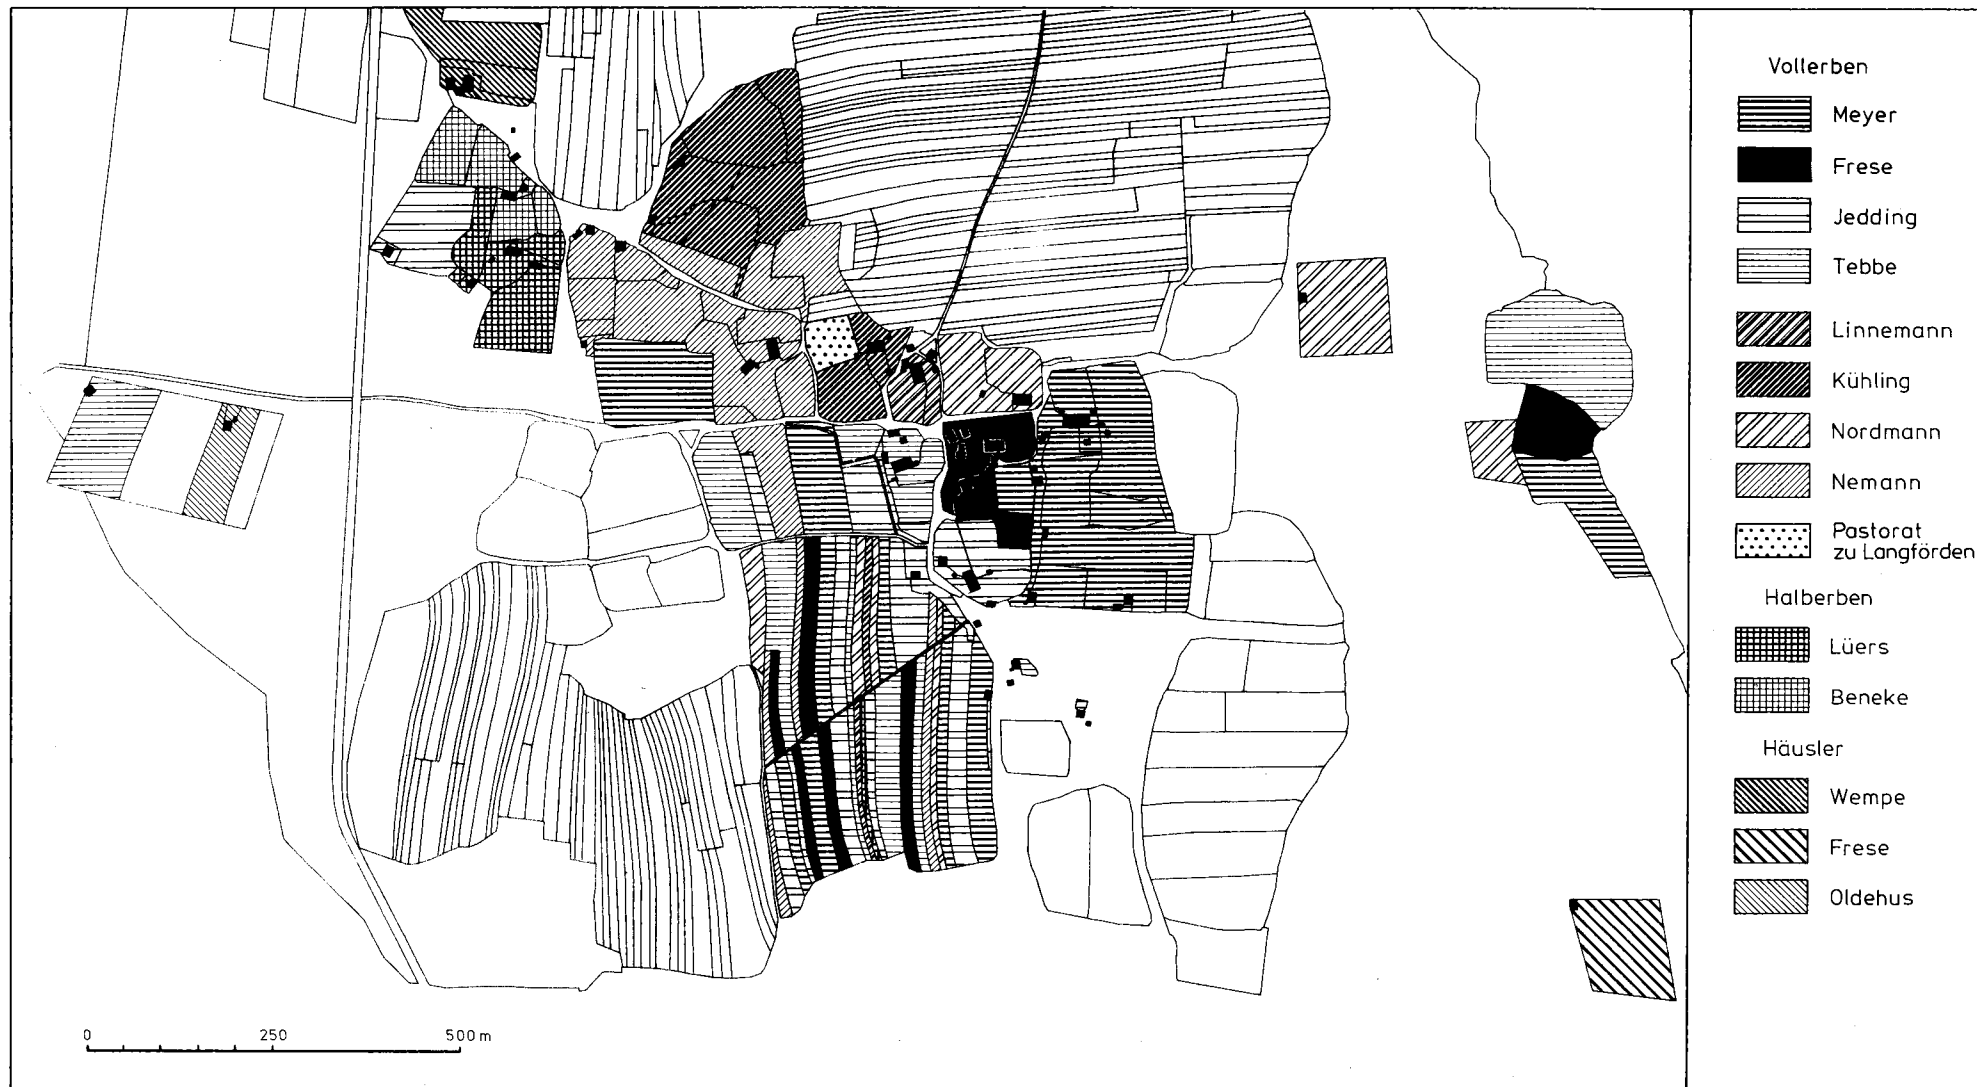 Vollerben
Meyer
Frese
Jedding
Tebbe
Linnemann
Kühling
Nordmann
Nemann
Pastorat
zu Langförden
Halberben
Lüers
Beneke
Häusler
Wempe
Frese
Oldehus
0 250 500 m